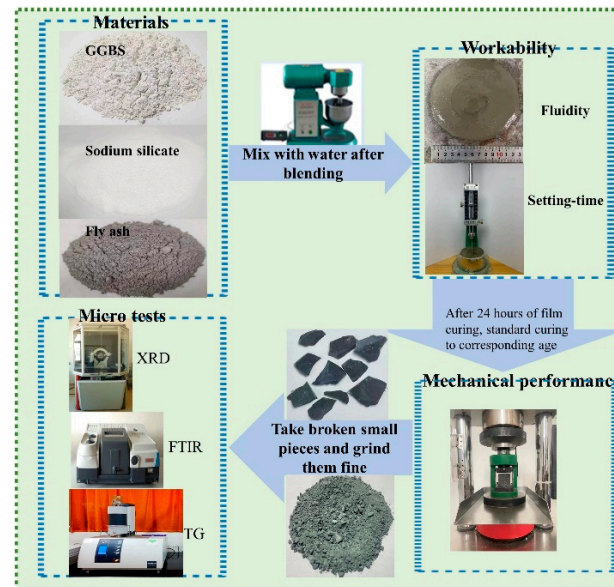 Materials
GGBS
Sodium silicate
Fly ash
Mix with water after
blending
Workability
Fluidity
Setting-time
After 24 hours of film
curing, standard curing
to corresponding age
Mechanical performance
Take broken small
pieces and grind
them fine
Micro tests
XRD
FTIR
TG